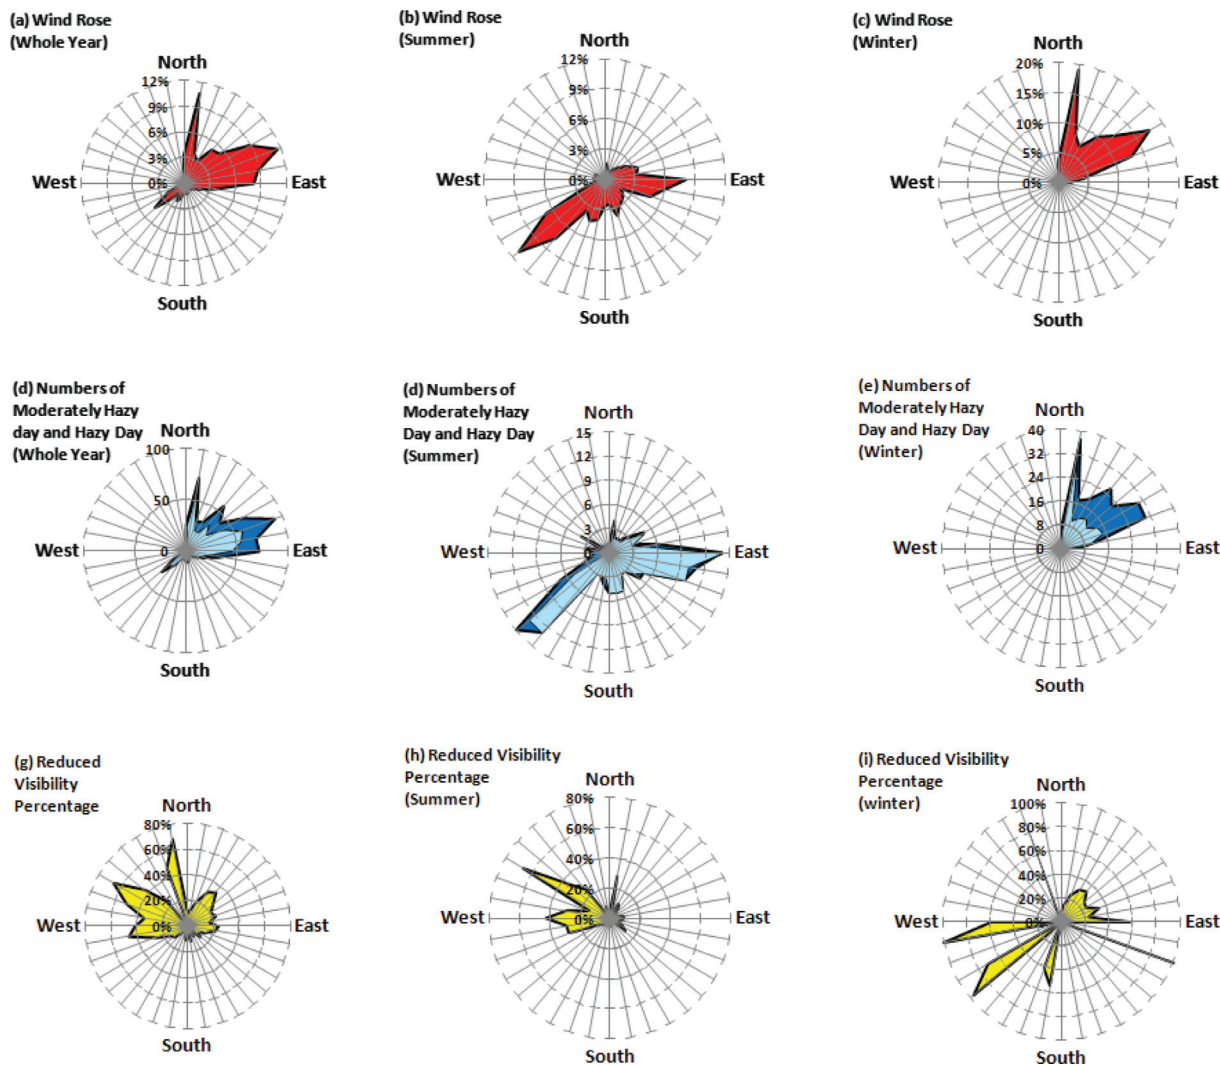 (a) Wind Rose
(Whole Year)
North
12%
9%
6%
3%
0%
West
East
South
(b) Wind Rose
(Summer)
North
12%
9%
6%
3%
0%
West
East
South
(c) Wind Rose
(Winter)
North
20%
15%
10%
5%
0%
West
East
South
(d) Numbers of
Moderately Hazy
day and Hazy Day
(Whole Year)
North
100
50
0
West
East
South
(d) Numbers of
Moderately Hazy
Day and Hazy Day
(Summer)
North
15
12
9
6
3
0
West
East
South
(e) Numbers of
Moderately Hazy
Day and Hazy Day
(Winter)
North
40
32
24
16
8
0
West
East
South
(g) Reduced
Visibility
Percentage
North
80%
60%
40%
20%
0%
West
East
South
(h) Reduced Visibility
Percentage
(Summer)
North
80%
60%
40%
20%
0%
West
East
South
(i) Reduced Visibility
Percentage
(winter)
North
100%
80%
60%
40%
20%
0%
West
East
South